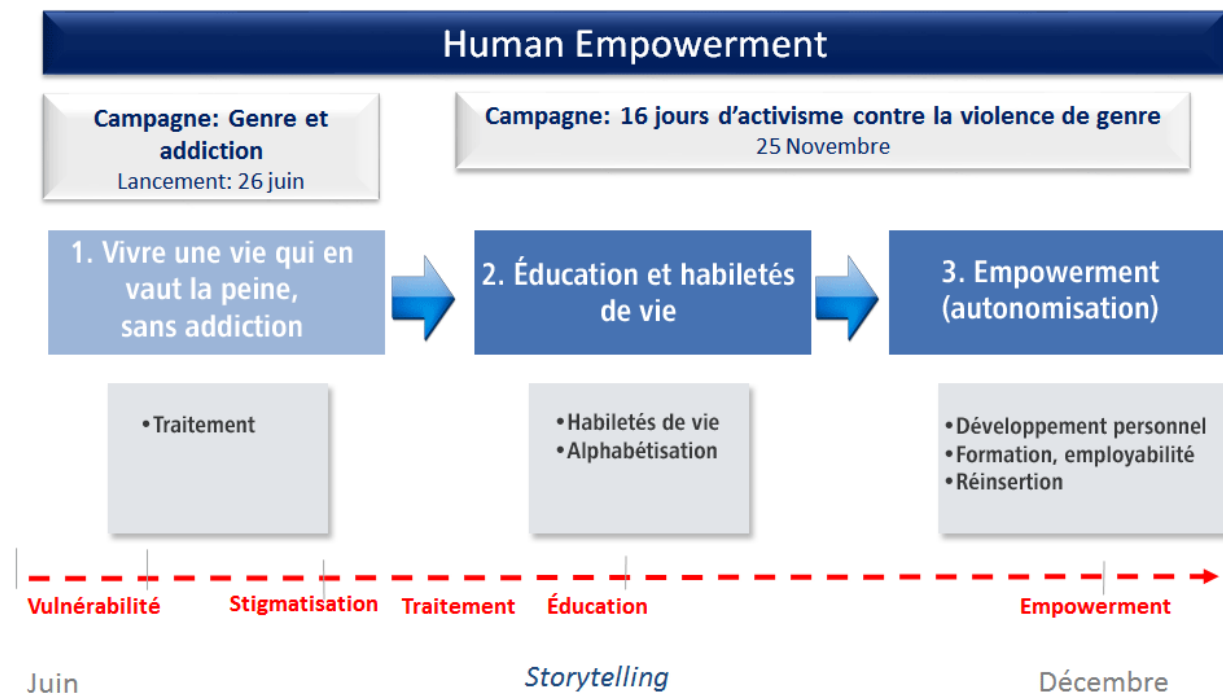 Human Empowerment
Campagne: Genre et
addiction
Lancement: 26 juin
Campagne: 16 jours d’activisme contre la violence de genre
25 Novembre
1. Vivre une vie qui en
vaut la peine,
sans addiction
2. Éducation et habiletés
de vie
3. Empowerment
(autonomisation)
•Traitement
•Habiletés de vie
•Alphabétisation
•Développement personnel
•Formation, employabilité
•Réinsertion
Vulnérabilité
Stigmatisation
Traitement
Éducation
Empowerment
Juin
Storytelling
Décembre